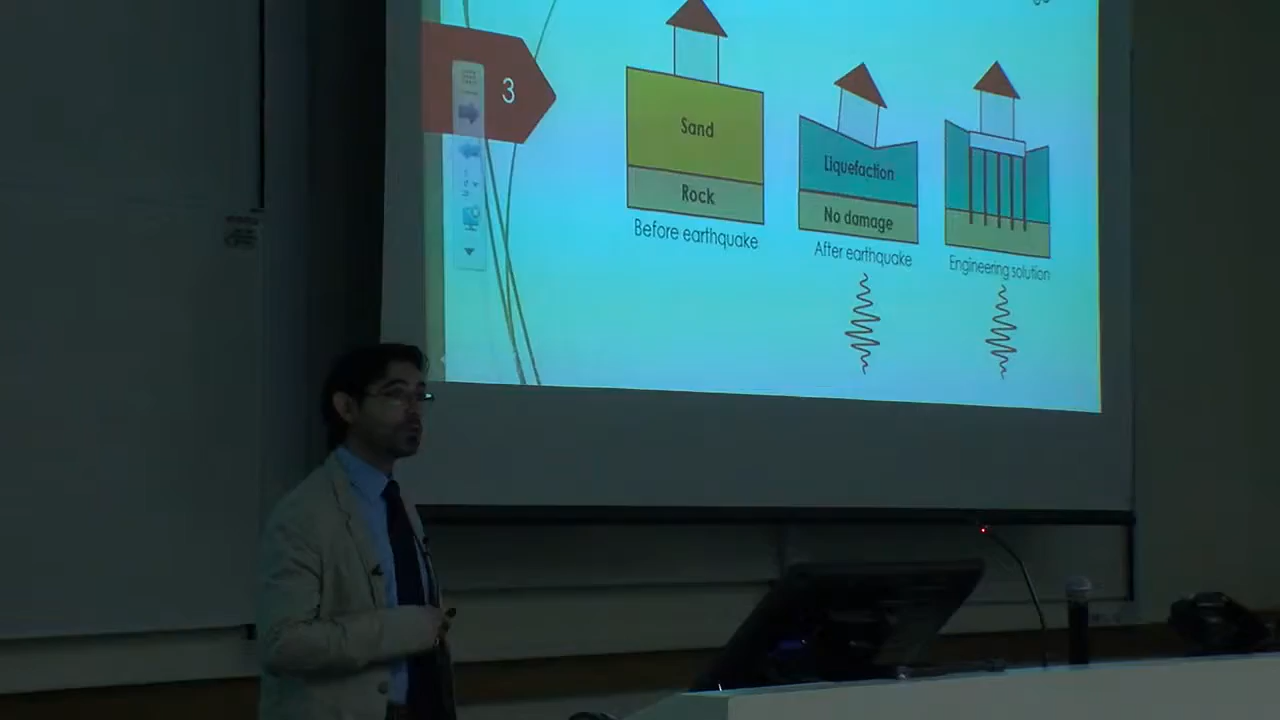 3
Sand
Rock
Before earthquake
Liquefaction
No damage
After earthquake
Engineering solution